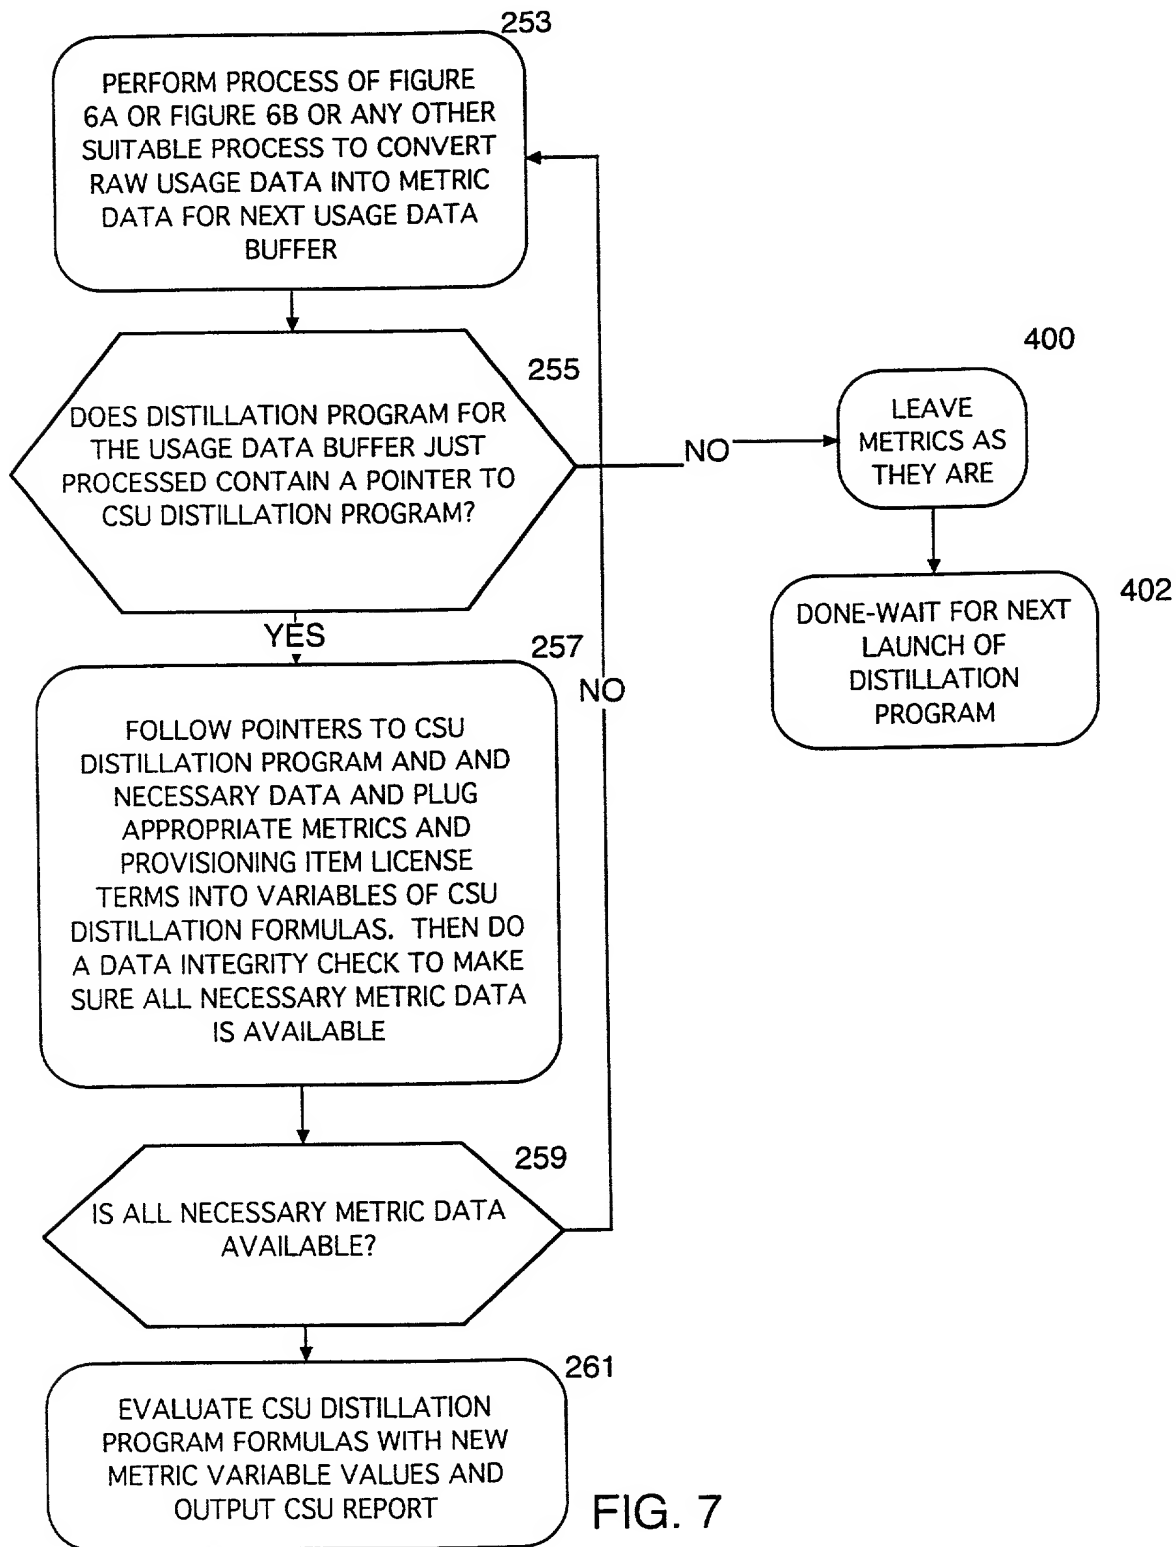 253
PERFORM PROCESS OF FIGURE
6A OR FIGURE 6B OR ANY OTHER
SUITABLE PROCESS TO CONVERT
RAW USAGE DATA INTO METRIC
DATA FOR NEXT USAGE DATA
BUFFER
255
DOES DISTILLATION PROGRAM FOR
THE USAGE DATA BUFFER JUST
PROCESSED CONTAIN A POINTER TO
CSU DISTILLATION PROGRAM?
NO
400
LEAVE
METRICS AS
THEY ARE
402
DONE-WAIT FOR NEXT
LAUNCH OF
DISTILLATION
PROGRAM
YES
257
NO
FOLLOW POINTERS TO CSU
DISTILLATION PROGRAM AND AND
NECESSARY DATA AND PLUG
APPROPRIATE METRICS AND
PROVISIONING ITEM LICENSE
TERMS INTO VARIABLES OF CSU
DISTILLATION FORMULAS. THEN DO
A DATA INTEGRITY CHECK TO MAKE
SURE ALL NECESSARY METRIC DATA
IS AVAILABLE
259
IS ALL NECESSARY METRIC DATA
AVAILABLE?
261
EVALUATE CSU DISTILLATION
PROGRAM FORMULAS WITH NEW
METRIC VARIABLE VALUES AND
OUTPUT CSU REPORT
FIG. 7